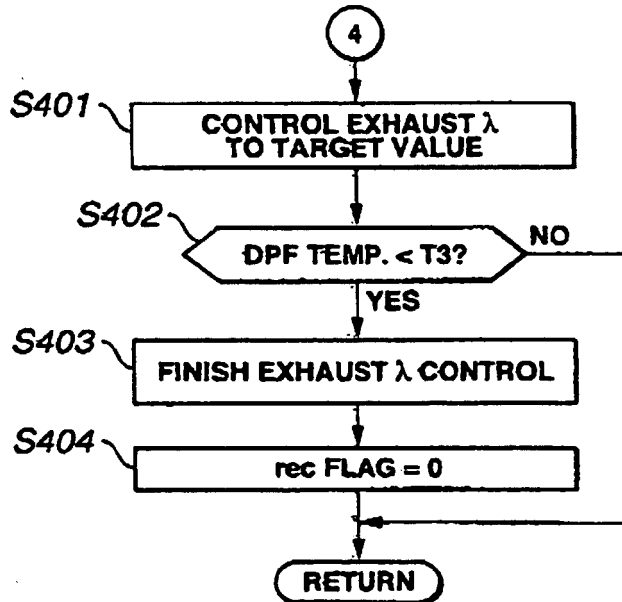 4
S401
CONTROL EXHAUST λ
TO TARGET VALUE
S402
DPF TEMP. < T3?
NO
YES
S403
FINISH EXHAUST λ CONTROL
S404
rec FLAG = 0
RETURN